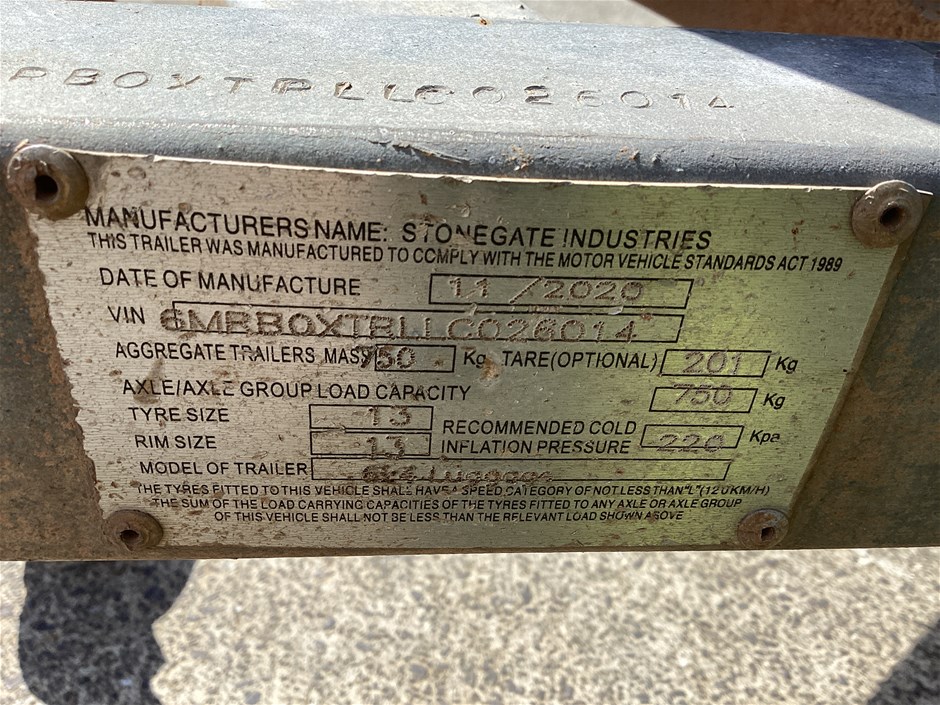 PBOXTRLLC026014
MANUFACTURERS NAME: STONEGATE INDUSTRIES
THIS TRAILER WAS MANUFACTURED TO COMPLY WITH THE MOTOR VEHICLE STANDARDS ACT 1989
DATE OF MANUFACTURE 11/2020
VIN 6MRBOXTRLLC026014
AGGREGATE TRAILERS MASS 750 Kg TARE(OPTIONAL) 201 Kg
AXLE/AXLE GROUP LOAD CAPACITY 750 Kg
TYRE SIZE 13
RIM SIZE 13
RECOMMENDED COLD
INFLATION PRESSURE 220 Kpa
MODEL OF TRAILER 6x4
THE TYRES FITTED TO THIS VEHICLE SHALL HAVE A SPEED CATEGORY OF NOT LESS THAN "L" (120KM/H)
THE SUM OF THE LOAD CARRYING CAPACITIES OF THE TYRES FITTED TO ANY AXLE OR AXLE GROUP
OF THIS VEHICLE SHALL NOT BE LESS THAN THE RELEVANT LOAD SHOWN ABOVE